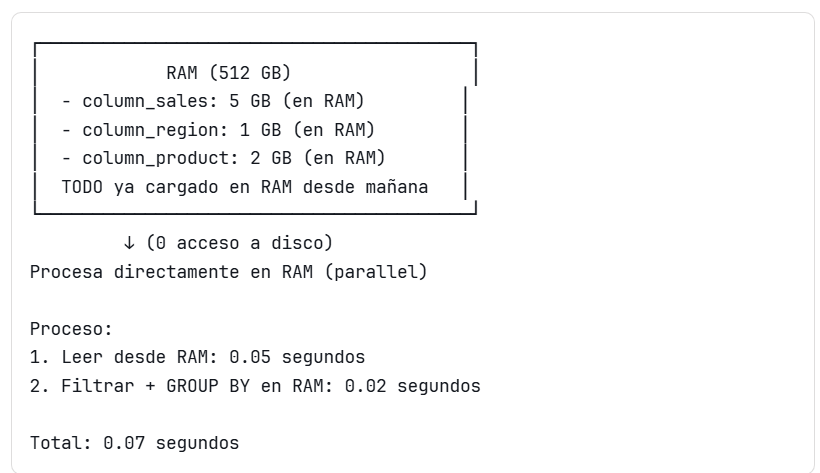 RAM (512 GB)
- column_sales: 5 GB (en RAM)
- column_region: 1 GB (en RAM)
- column_product: 2 GB (en RAM)
TODO ya cargado en RAM desde mañana
↓ (0 acceso a disco)
Procesa directamente en RAM (parallel)
Proceso:
1. Leer desde RAM: 0.05 segundos
2. Filtrar + GROUP BY en RAM: 0.02 segundos
Total: 0.07 segundos